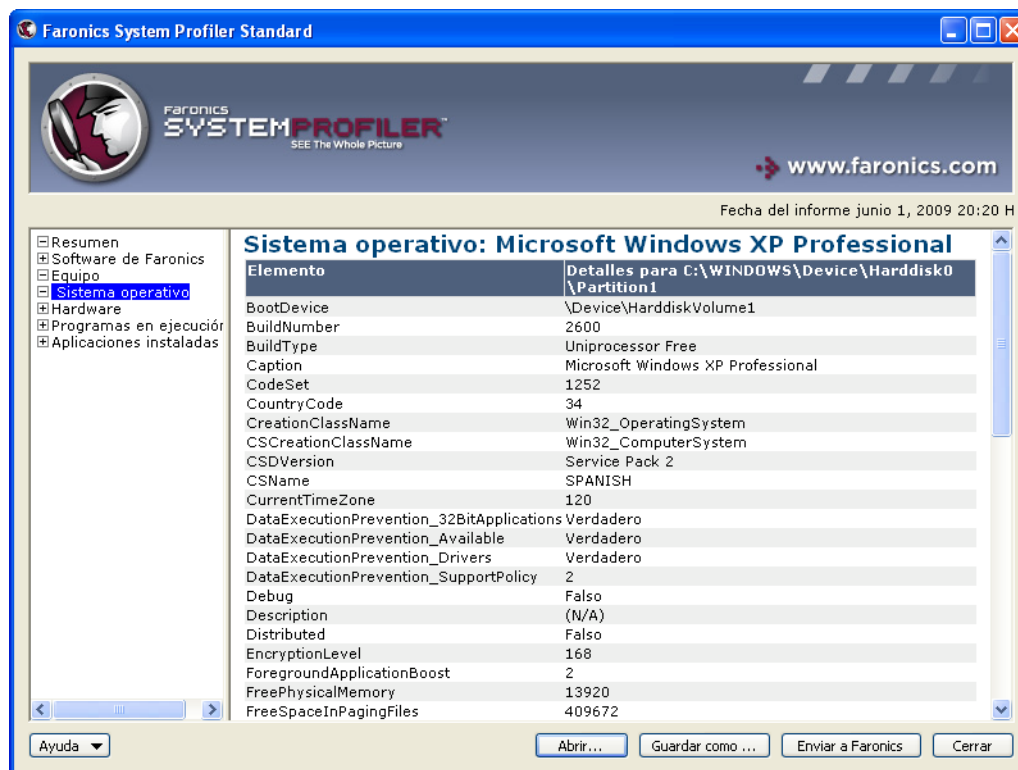 Faronics System Profiler Standard
Faronics
SYSTEMPROFILER™
SEE The Whole Picture
www.faronics.com
Fecha del informe junio 1, 2009 20:20 H
Resumen
Software de Faronics
Equipo
Sistema operativo
Hardware
Programas en ejecución
Aplicaciones instaladas
Sistema operativo: Microsoft Windows XP Professional
Elemento Detalles para C:\WINDOWS\Device\Harddisk0
\Partition1
BootDevice \Device\HarddiskVolume1
BuildNumber 2600
BuildType Uniprocessor Free
Caption Microsoft Windows XP Professional
CodeSet 1252
CountryCode 34
CreationClassName Win32_OperatingSystem
CSCreationClassName Win32_ComputerSystem
CSDVersion Service Pack 2
CSName SPANISH
CurrentTimeZone 120
DataExecutionPrevention_32BitApplications Verdadero
DataExecutionPrevention_Available Verdadero
DataExecutionPrevention_Drivers Verdadero
DataExecutionPrevention_SupportPolicy 2
Debug Falso
Description (N/A)
Distributed Falso
EncryptionLevel 168
ForegroundApplicationBoost 2
FreePhysicalMemory 13920
FreeSpaceInPagingFiles 409672
Ayuda
Abrir...
Guardar como ...
Enviar a Faronics
Cerrar